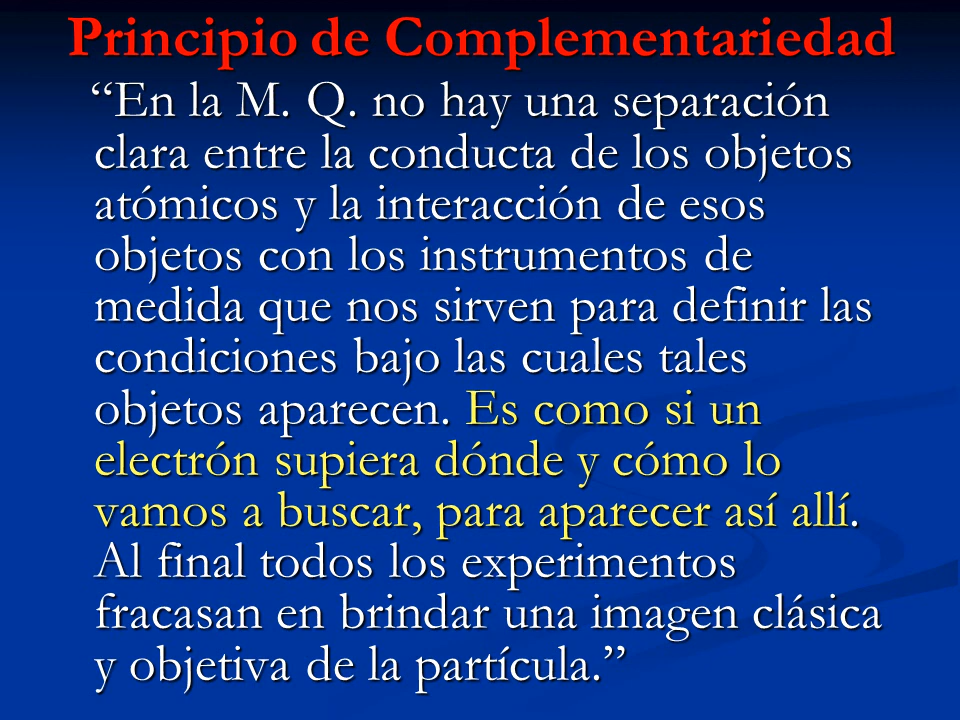 Principio de Complementariedad
“En la M. Q. no hay una separación
clara entre la conducta de los objetos
atómicos y la interacción de esos
objetos con los instrumentos de
medida que nos sirven para definir las
condiciones bajo las cuales tales
objetos aparecen. Es como si un
electrón supiera dónde y cómo lo
vamos a buscar, para aparecer así allí.
Al final todos los experimentos
fracasan en brindar una imagen clásica
y objetiva de la partícula.”